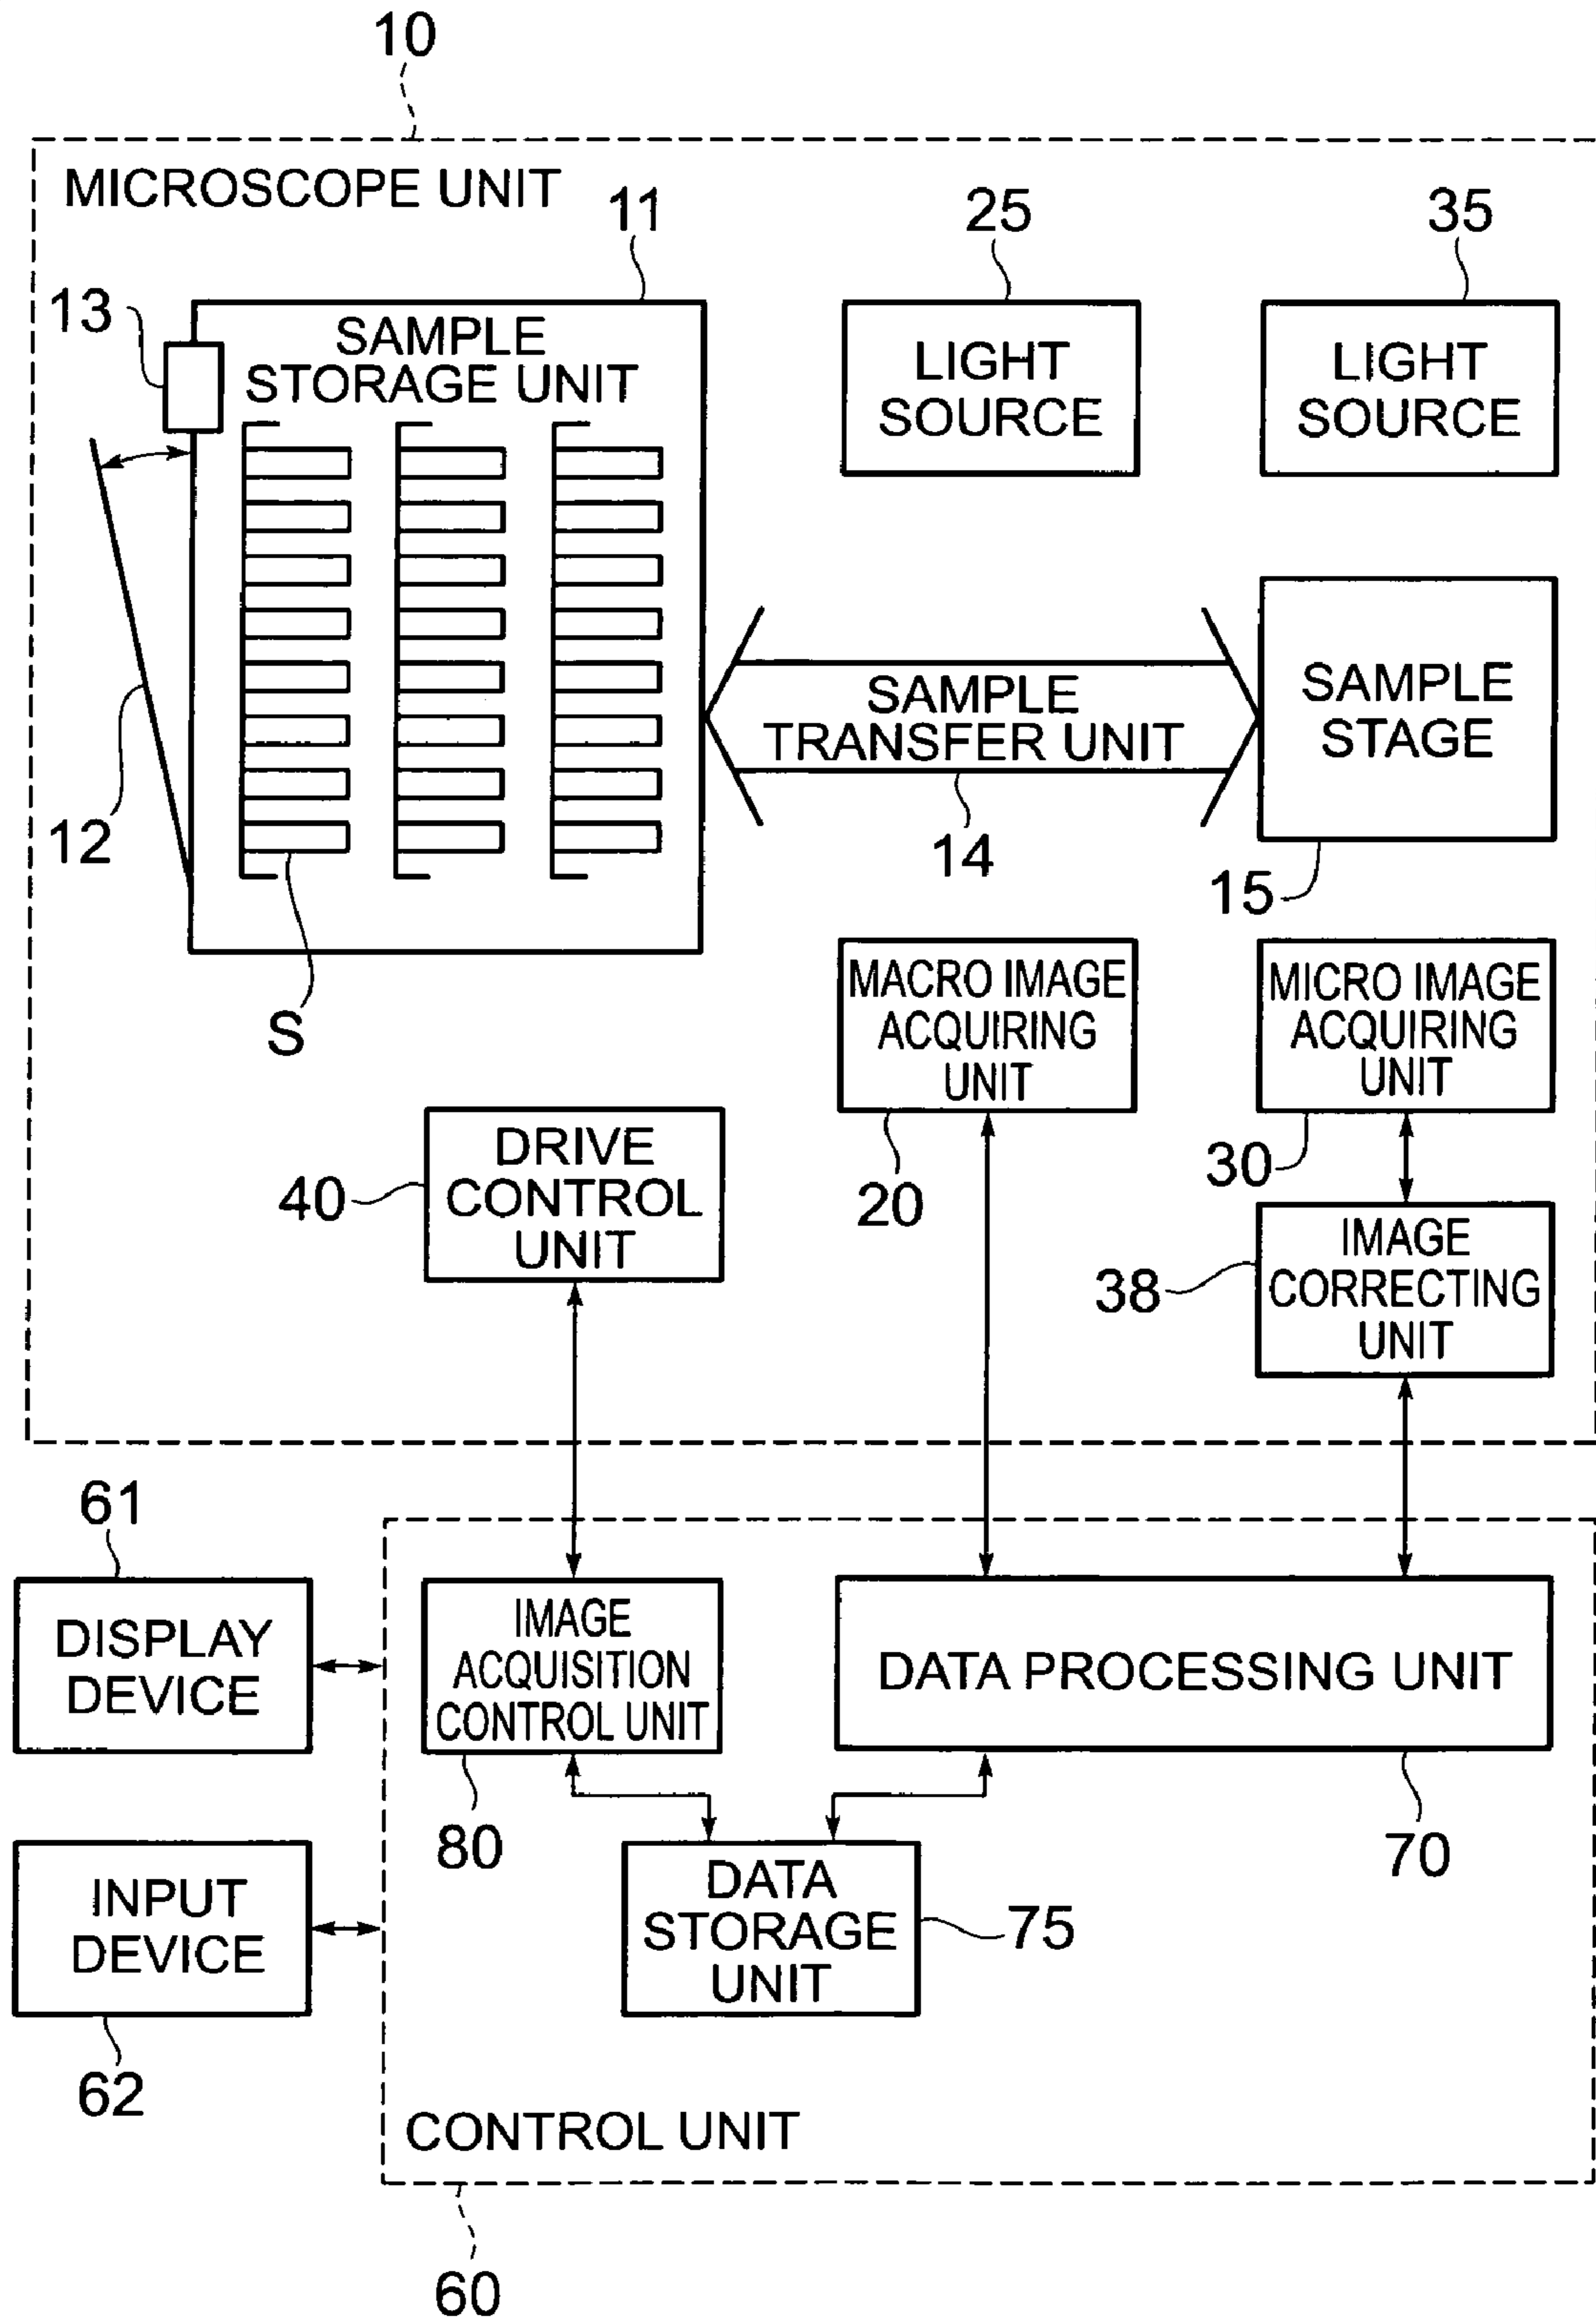 10
MICROSCOPE UNIT
11
25
35
13
SAMPLE
STORAGE UNIT
LIGHT
SOURCE
LIGHT
SOURCE
SAMPLE
TRANSFER UNIT
SAMPLE
STAGE
12
14
15
S
MACRO IMAGE
ACQUIRING
UNIT
MICRO IMAGE
ACQUIRING
UNIT
DRIVE
CONTROL
UNIT
40
20
30
IMAGE
CORRECTING
UNIT
38
61
DISPLAY
DEVICE
IMAGE
ACQUISITION
CONTROL UNIT
DATA PROCESSING UNIT
80
70
INPUT
DEVICE
DATA
STORAGE
UNIT
75
62
CONTROL UNIT
60